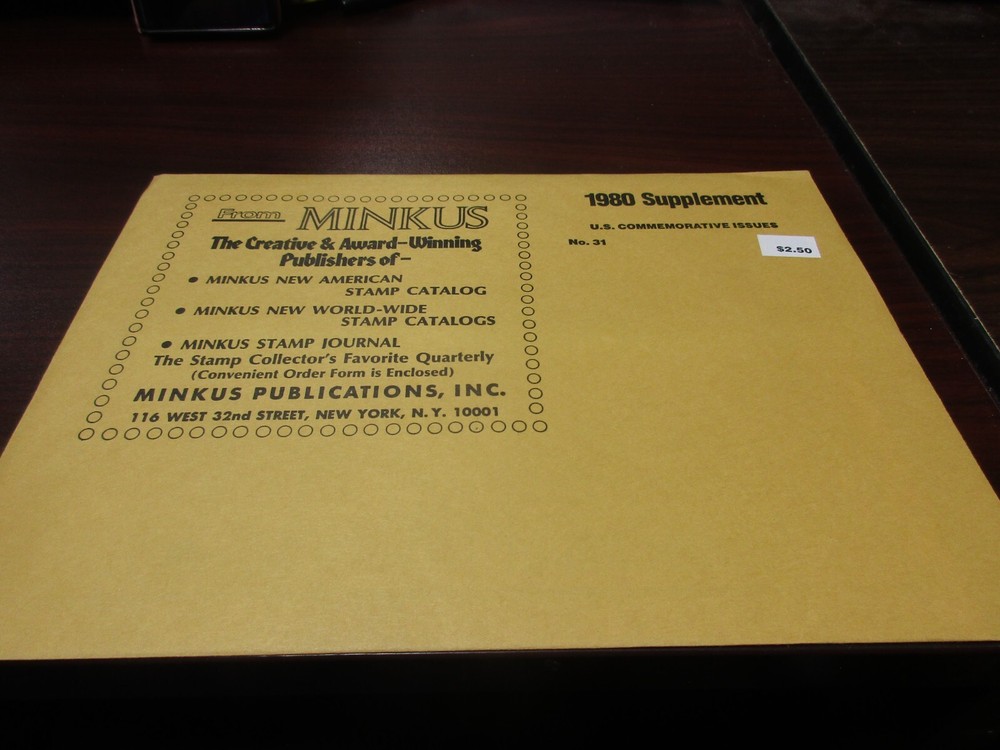 From MINKUS
The Creative & Award-Winning
Publishers of-
• MINKUS NEW AMERICAN
STAMP CATALOG
• MINKUS NEW WORLD-WIDE
STAMP CATALOGS
• MINKUS STAMP JOURNAL
The Stamp Collector's Favorite Quarterly
(Convenient Order Form is Enclosed)
MINKUS PUBLICATIONS, INC.
116 WEST 32nd STREET, NEW YORK, N.Y. 10001
1980 Supplement
U.S. COMMEMORATIVE ISSUES
No. 31
$2.50